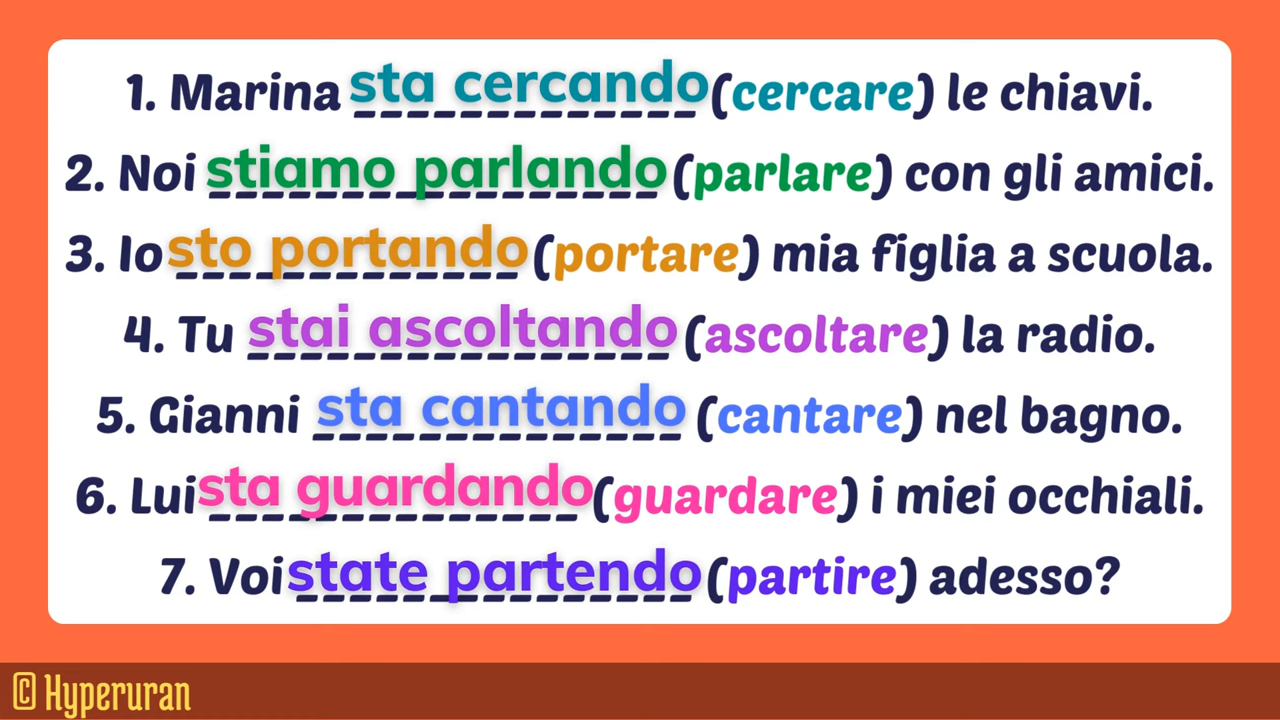 1. Marina sta cercando (cercare) le chiavi.
2. Noi stiamo parlando (parlare) con gli amici.
3. Io sto portando (portare) mia figlia a scuola.
4. Tu stai ascoltando (ascoltare) la radio.
5. Gianni sta cantando (cantare) nel bagno.
6. Lui sta guardando (guardare) i miei occhiali.
7. Voi state partendo (partire) adesso?
© Hyperuran